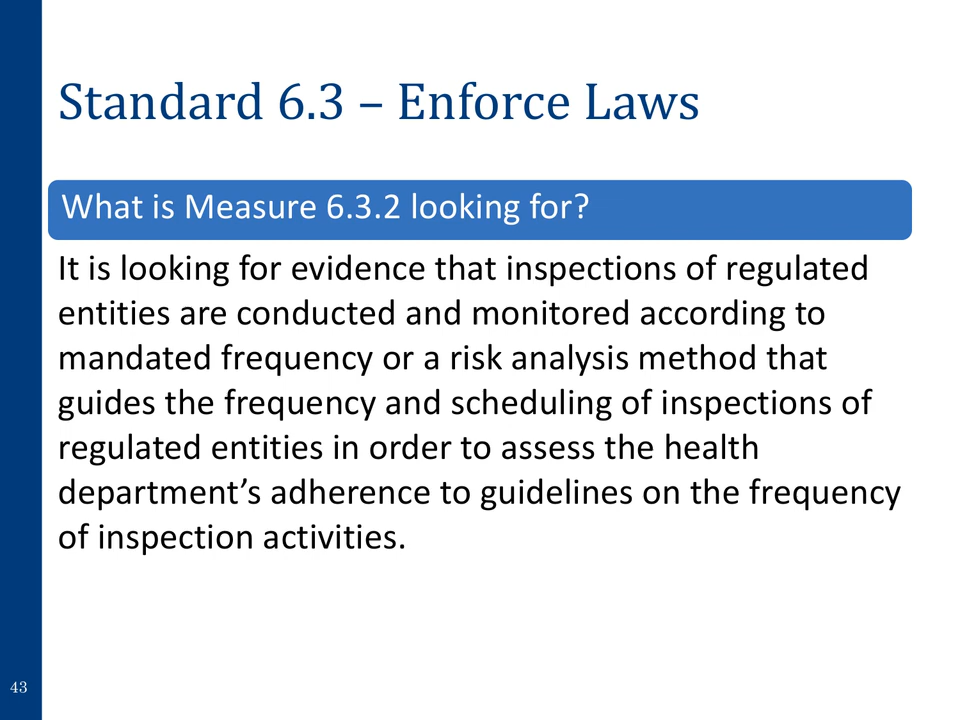 Standard 6.3 – Enforce Laws
What is Measure 6.3.2 looking for?
It is looking for evidence that inspections of regulated
entities are conducted and monitored according to
mandated frequency or a risk analysis method that
guides the frequency and scheduling of inspections of
regulated entities in order to assess the health
department’s adherence to guidelines on the frequency
of inspection activities.
43